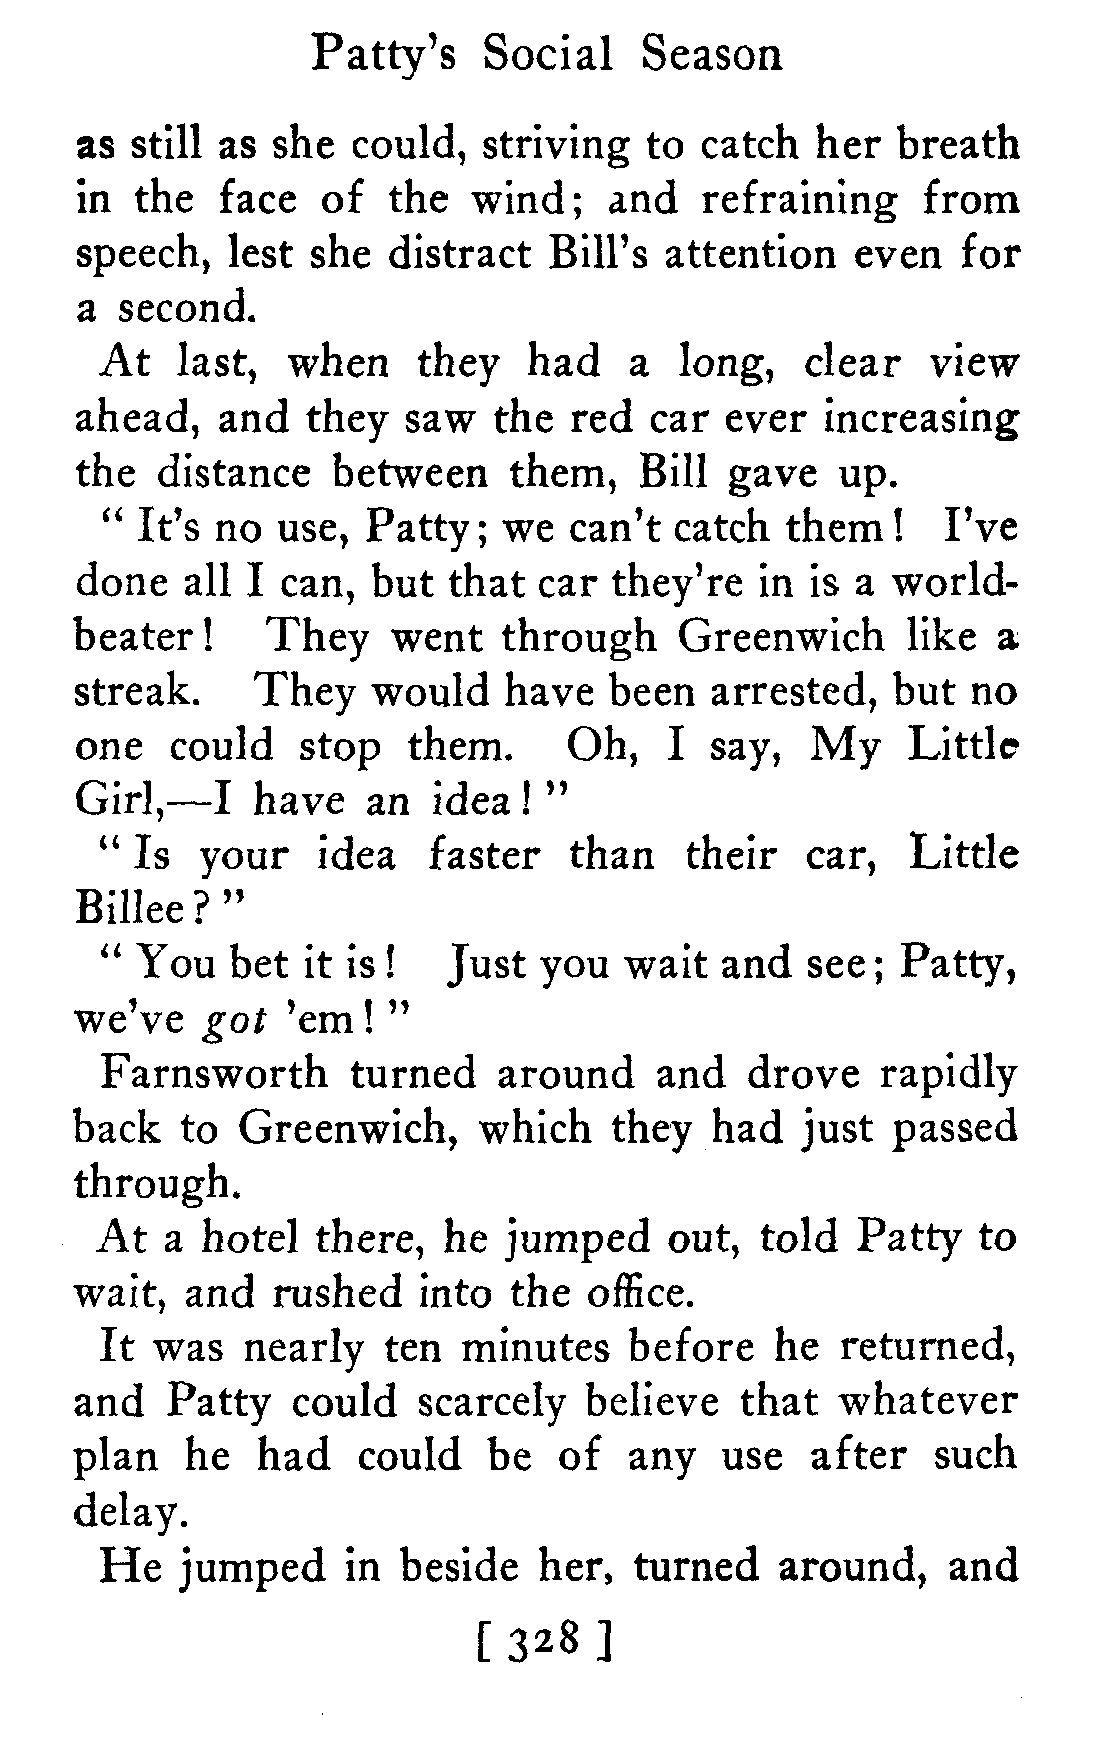 Patty's Social Season
as still as she could, striving to catch her breath
in the face of the wind; and refraining from
speech, lest she distract Bill's attention even for
a second.
At last, when they had a long, clear view
ahead, and they saw the red car ever increasing
the distance between them, Bill gave up.
" It's no use, Patty; we can't catch them! I've
done all I can, but that car they're in is a world-
beater! They went through Greenwich like a
streak. They would have been arrested, but no
one could stop them. Oh, I say, My Little
Girl,—I have an idea! "
" Is your idea faster than their car, Little
Billee? "
" You bet it is! Just you wait and see; Patty,
we've got 'em! "
Farnsworth turned around and drove rapidly
back to Greenwich, which they had just passed
through.
At a hotel there, he jumped out, told Patty to
wait, and rushed into the office.
It was nearly ten minutes before he returned,
and Patty could scarcely believe that whatever
plan he had could be of any use after such
delay.
He jumped in beside her, turned around, and
[ 328 ]